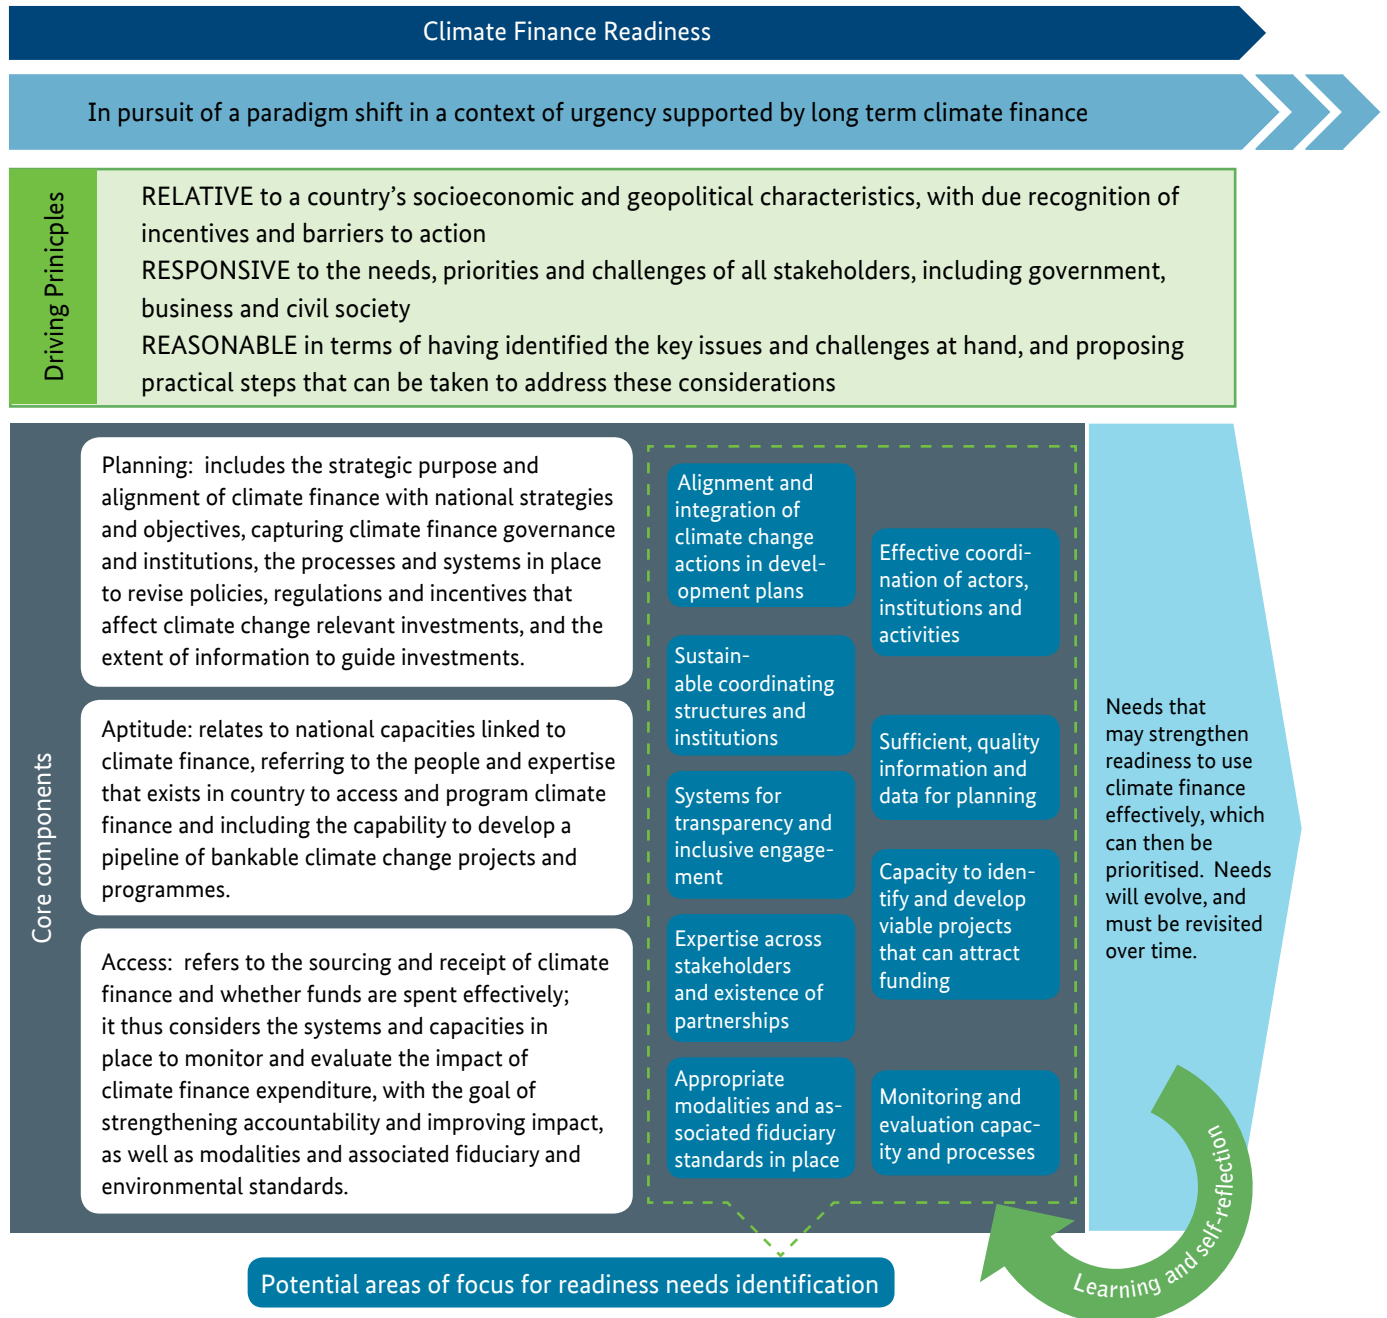 Climate Finance Readiness
In pursuit of a paradigm shift in a context of urgency supported by long term climate finance
Driving Prinicples
RELATIVE to a country's socioeconomic and geopolitical characteristics, with due recognition of
incentives and barriers to action
RESPONSIVE to the needs, priorities and challenges of all stakeholders, including government,
business and civil society
REASONABLE in terms of having identified the key issues and challenges at hand, and proposing
practical steps that can be taken to address these considerations
Core components
Planning: includes the strategic purpose and
alignment of climate finance with national strategies
and objectives, capturing climate finance governance
and institutions, the processes and systems in place
to revise policies, regulations and incentives that
affect climate change relevant investments, and the
extent of information to guide investments.
Aptitude: relates to national capacities linked to
climate finance, referring to the people and expertise
that exists in country to access and program climate
finance and including the capability to develop a
pipeline of bankable climate change projects and
programmes.
Access: refers to the sourcing and receipt of climate
finance and whether funds are spent effectively;
it thus considers the systems and capacities in
place to monitor and evaluate the impact of
climate finance expenditure, with the goal of
strengthening accountability and improving impact,
as well as modalities and associated fiduciary and
environmental standards.
Alignment and
integration of
climate change
actions in devel-
opment plans
Sustain-
able coordinating
structures and
institutions
Systems for
transparency and
inclusive engage-
ment
Expertise across
stakeholders
and existence of
partnerships
Appropriate
modalities and as-
sociated fiduciary
standards in place
Effective coordi-
nation of actors,
institutions and
activities
Sufficient, quality
information and
data for planning
Capacity to iden-
tify and develop
viable projects
that can attract
funding
Monitoring and
evaluation capac-
ity and processes
Needs that
may strengthen
readiness to use
climate finance
effectively, which
can then be
prioritised. Needs
will evolve, and
must be revisited
over time.
Learning and self-reflection
Potential areas of focus for readiness needs identification